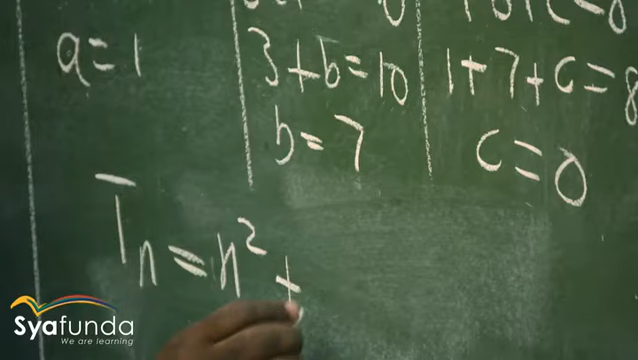 a = 1
3 + b = 10
b = 7
1 + 7 + c = 8
c = 0
Tn = n² +
Syafunda
We are learning